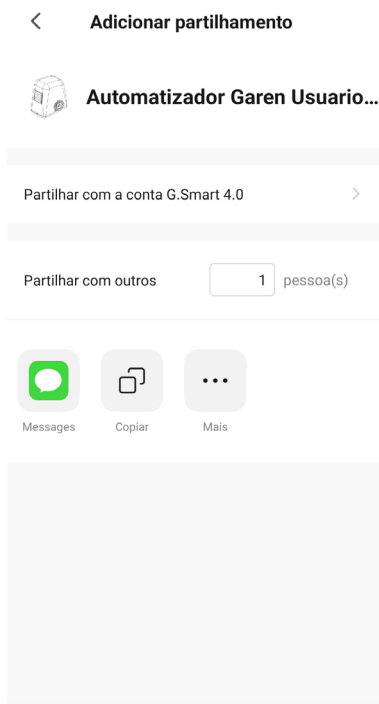 Adicionar partilhamento
Automatizador Garen Usuario...
Partilhar com a conta G.Smart 4.0
Partilhar com outros 1 pessoa(s)
Messages Copiar Mais